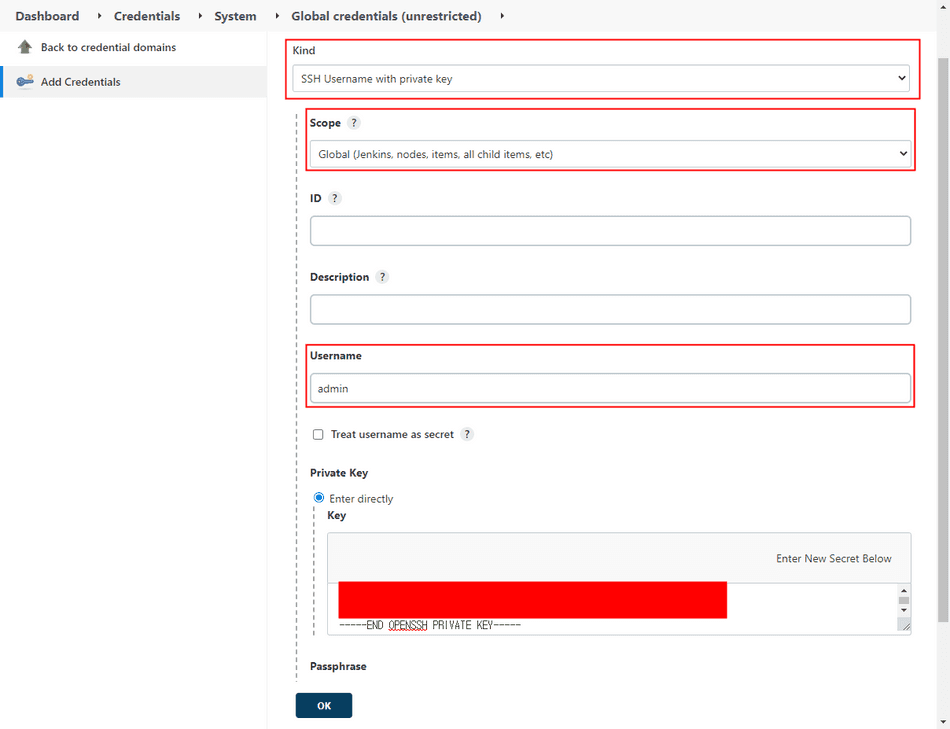 Dashboard Credentials System Global credentials (unrestricted)
Back to credential domains
Add Credentials
Kind
SSH Username with private key
Scope ?
Global (Jenkins, nodes, items, all child items, etc)
ID ?
Description ?
Username
admin
Treat username as secret ?
Private Key
Enter directly
Key
Enter New Secret Below
-----END OPENSSH PRIVATE KEY-----
Passphrase
OK